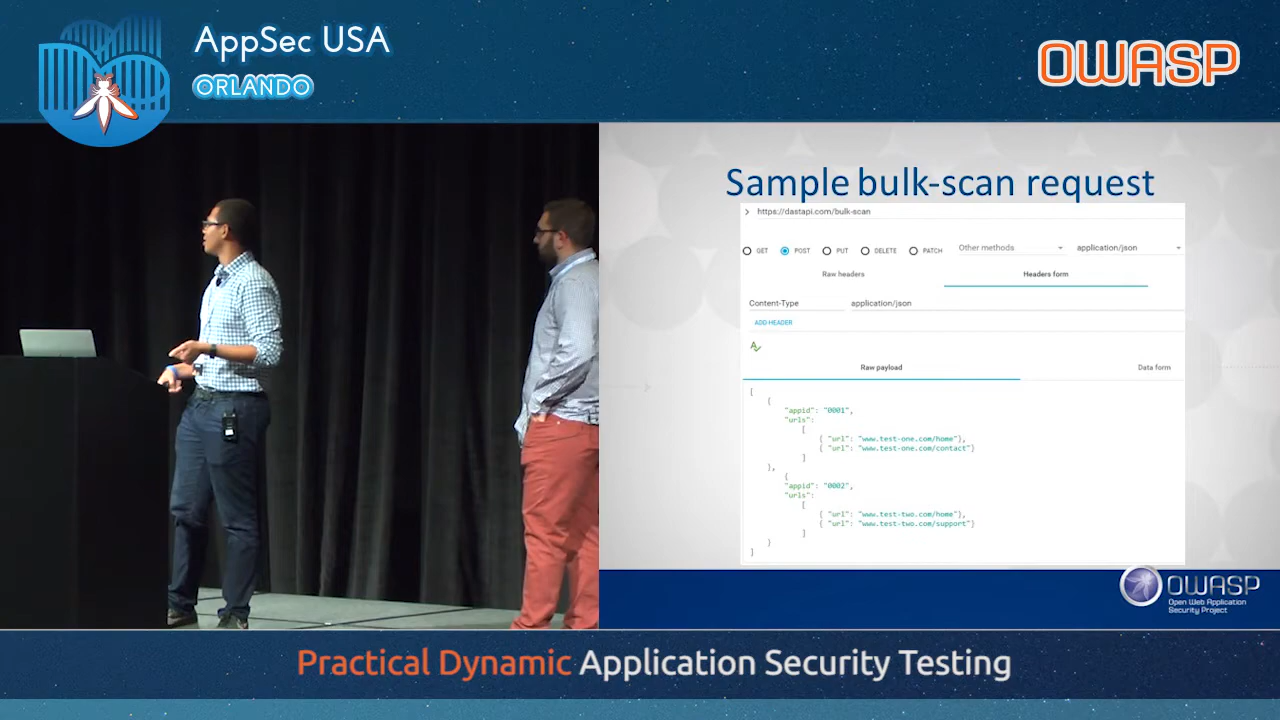 AppSec USA
ORLANDO
OWASP
Sample bulk-scan request
https://dastapi.com/bulk-scan
GET POST PUT DELETE PATCH Other methods application/json
Raw headers Headers form
Content-Type application/json
ADD HEADER
A
Raw payload Data form
[
{
"appid": "0001",
"urls":
[
{ "url": "www.test-one.com/home"},
{ "url": "www.test-one.com/contact"}
]
},
{
"appid": "0002",
"urls":
[
{ "url": "www.test-two.com/home"},
{ "url": "www.test-two.com/support"}
]
}
]
OWASP
Open Web Application
Security Project
Practical Dynamic Application Security Testing